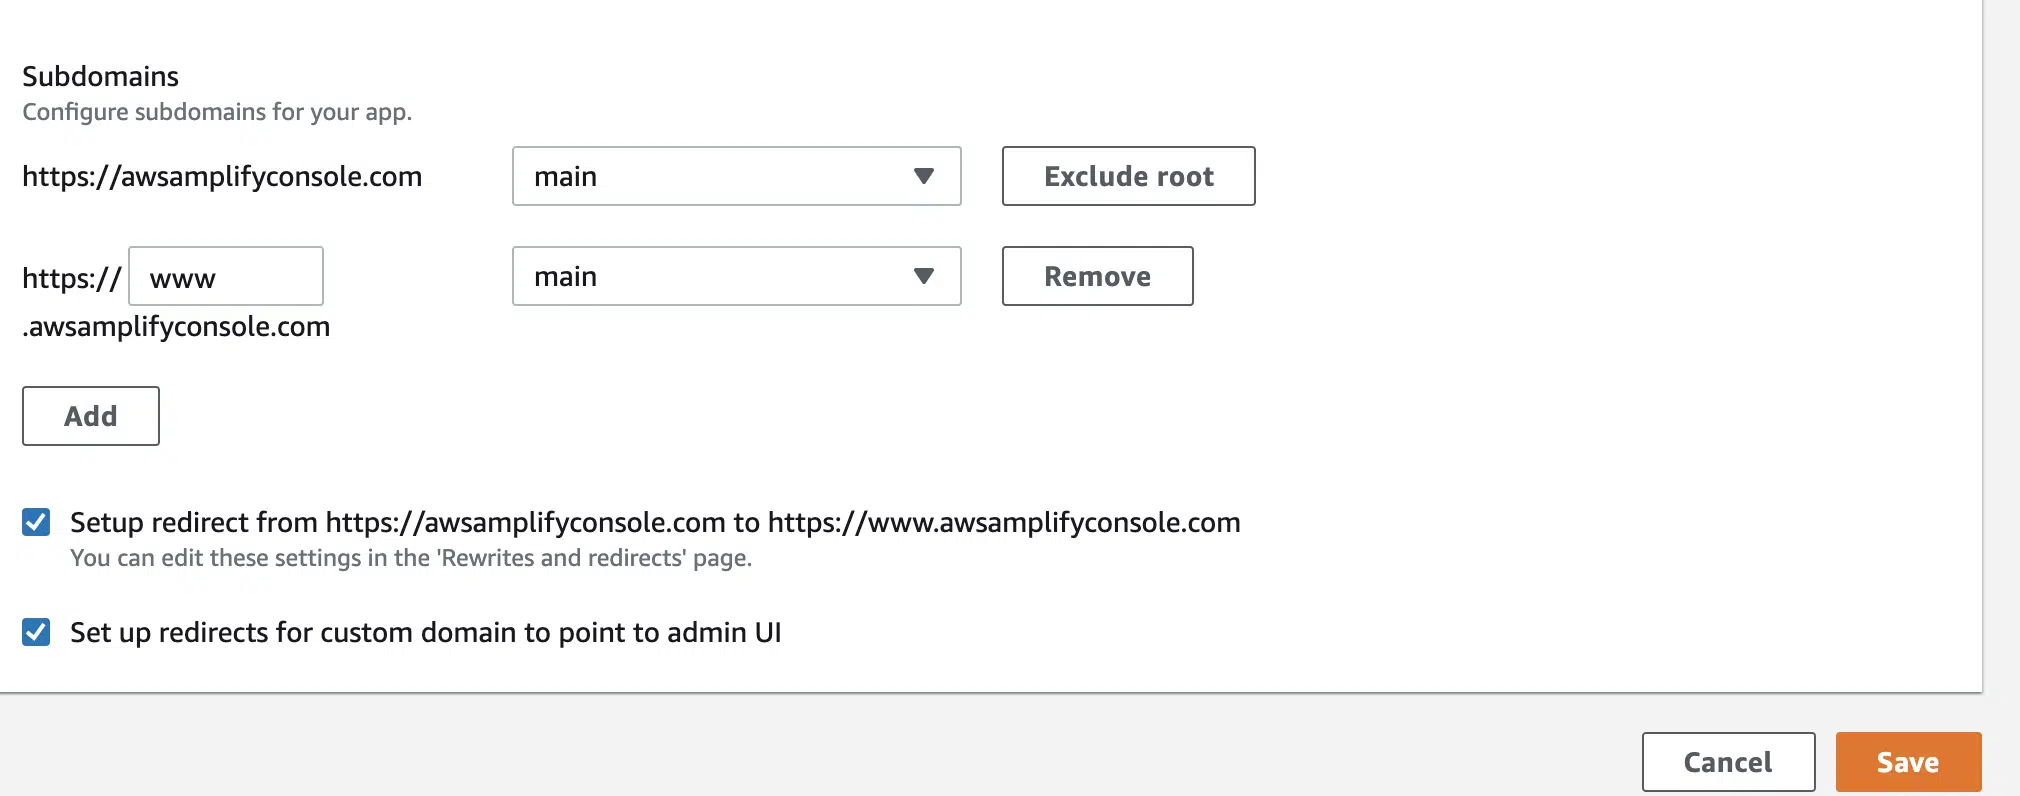 Subdomains
Configure subdomains for your app.
https://awsamplifyconsole.com main Exclude root
https:// www main Remove
.awsamplifyconsole.com
Add
Setup redirect from https://awsamplifyconsole.com to https://www.awsamplifyconsole.com
You can edit these settings in the 'Rewrites and redirects' page.
Set up redirects for custom domain to point to admin UI
Cancel Save